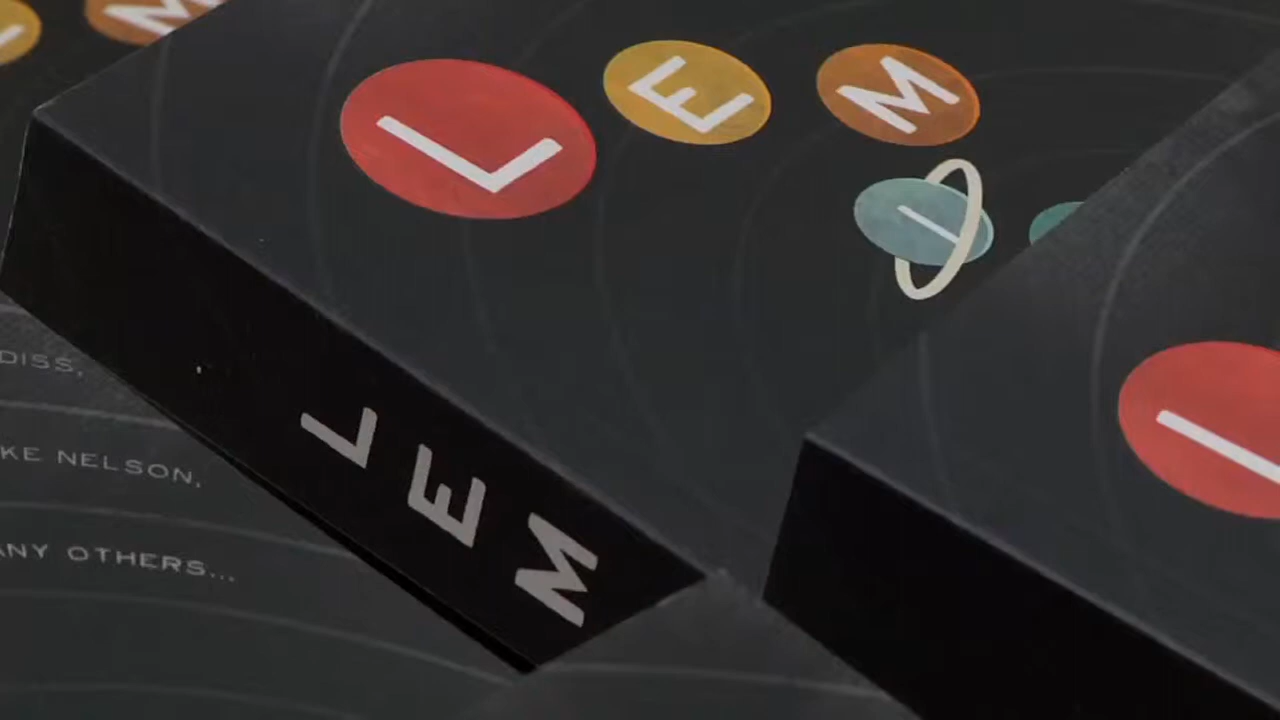 E M
L E M
I
L
L E M
DISS,
KE NELSON,
ANY OTHERS...